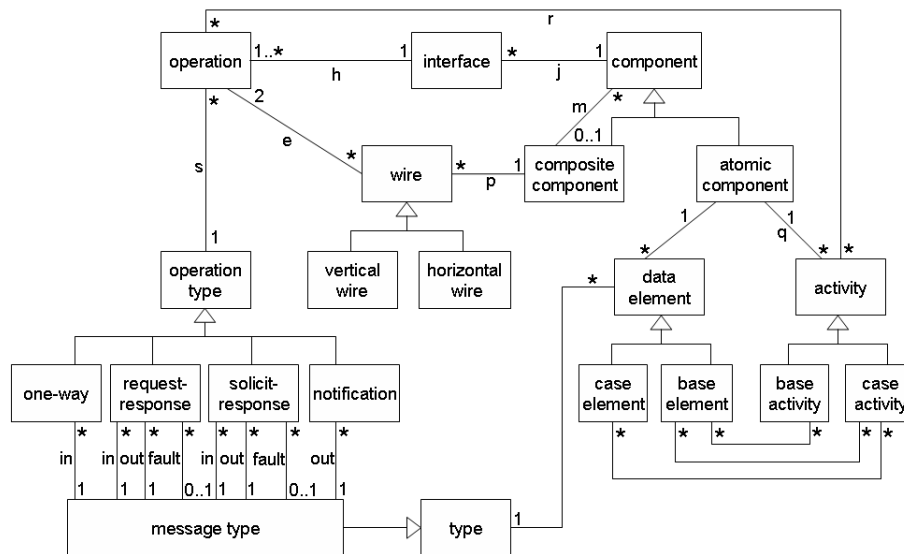 r
* 1..* 1 * 1 *
operation interface component
h j
* 2 m *
e 0..1
s * * 1
wire p composite component atomic component
1 1 1
q
* * *
operation type vertical wire horizontal wire * data element activity
one-way request-response solicit-response notification case element base element base activity case activity
* * * * * * * * * * * * * *
in in out fault in out fault out
1 1 1 0..1 1 1 0..1 1
message type type 1